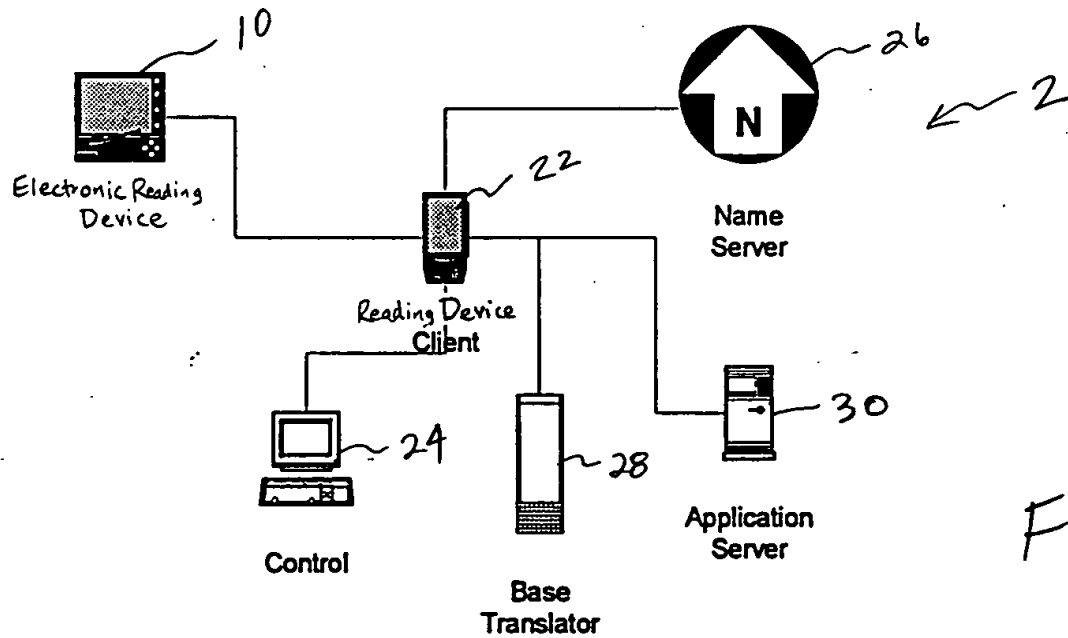 10
26
2
N
22
Electronic Reading
Device
Name
Server
Reading Device
Client
24
28
30
Control
Application
Server
F
Base
Translator